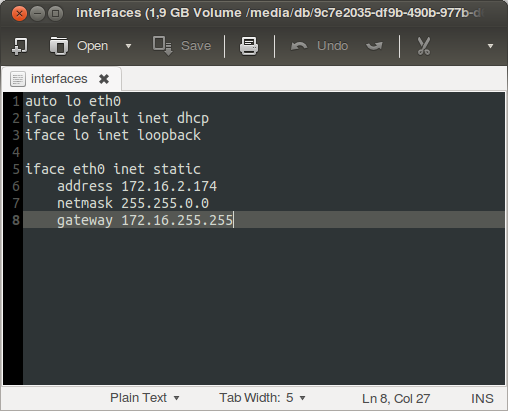 interfaces (1,9 GB Volume /media/db/9c7e2035-df9b-490b-977b-d
Open Save Undo
interfaces
1 auto lo eth0
2 iface default inet dhcp
3 iface lo inet loopback
4
5 iface eth0 inet static
6 address 172.16.2.174
7 netmask 255.255.0.0
8 gateway 172.16.255.255
Plain Text Tab Width: 5 Ln 8, Col 27 INS